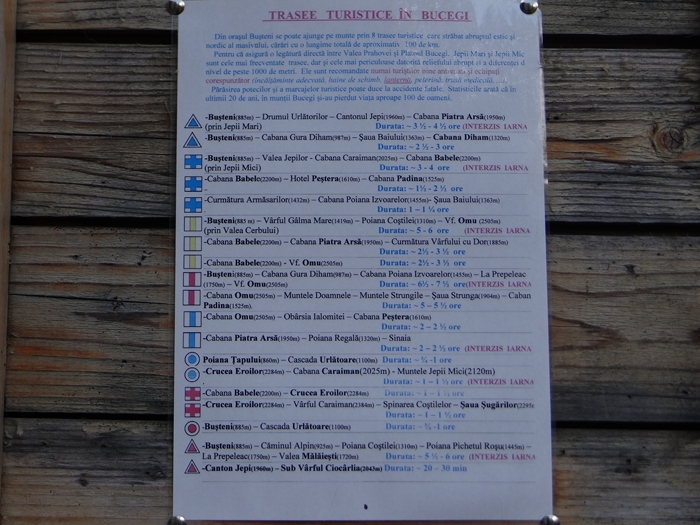 TRASEE TURISTICE ÎN BUCEGI
Din orașul Bușteni se poate ajunge pe munte prin 8 trasee turistice care străbat abruptul estic și
nordic al masivului, cărări cu o lungime totală de aproximativ 100 de km.
Pentru că asigură o legătură directă între Valea Prahovei și Platoul Bucegi, Jepii Mari și Jepii Mic
sunt cele mai frecventate trasee, dar și cele mai periculoase datorită reliefului abrupt și a diferenței d
nivel de peste 1000 de metri. Ele sunt recomandate numai turiștilor bine antrenați și echipați
corespunzător (încălțăminte adecvată, haine de schimb, lanternă, pelerină, trusă medicală
Părăsirea potecilor și a marcajelor turistice poate duce la accidente fatale. Statisticile arată că în
ultimii 20 de ani, în munții Bucegi și-au pierdut viața aproape 100 de oameni.
-Bușteni(885m) – Drumul Urlătorilor – Cantonul Jepi(1960m) – Cabana Piatra Arsă(1950m)
(prin Jepii Mari) Durata: ~ 3 ½ - 4 ½ ore (INTERZIS IARNA
-Bușteni(885m) – Cabana Gura Diham(987m) – Șaua Baiului(1363m) – Cabana Diham(1320m)
Durata: ~ 2 ½ - 3 ore
-Bușteni(885m) – Valea Jepilor - Cabana Caraiman(2025m) – Cabana Babele(2200m)
(prin Jepii Mici) Durata: ~ 3 - 4 ore (INTERZIS IARNA
-Cabana Babele(2200m) – Hotel Peștera(1610m) – Cabana Padina(1525m)
Durata: ~ 1½ - 2 ½ ore
-Curmătura Armăsarilor(1432m) – Cabana Poiana Izvoarelor(1455m)- Șaua Baiului(1363m)
Durata: 1 – 1 ¼ ore
-Bușteni(885 m) – Vârful Gâlma Mare(1419m) – Poiana Coștilei(1310m) – Vf. Omu (2505m)
(prin Valea Cerbului) Durata: ~ 5 - 6 ore (INTERZIS IARNA
-Cabana Babele(2200m) – Cabana Piatra Arsă(1950m) – Curmătura Vârfului cu Dor(1885m)
Durata: ~ 2½ - 3 ½ ore
-Cabana Babele(2200m) - Vf. Omu(2505m)
Durata: ~ 2½ - 3 ½ ore
-Bușteni(885m) – Cabana Gura Diham(987m) – Cabana Poiana Izvoarelor(1455m) – La Prepeleac
(1750m) – Vf. Omu(2505m) Durata: ~ 6½ - 7 ½ ore(INTERZIS IARNA
-Cabana Omu(2505m) – Muntele Doamnele – Muntele Strungile – Șaua Strunga(1904m) – Caban
Padina(1525m). Durata: ~ 5 – 5 ½ ore
-Cabana Omu(2505m) – Obârșia Ialomitei – Cabana Peștera(1610m)
Durata: ~ 2 – 2 ½ ore
-Cabana Piatra Arsă(1950m) – Poiana Regală(1320m) – Sinaia
Durata: ~ 2 – 2 ½ ore (INTERZIS IARNA
Poiana Țapului(860m) – Cascada Urlătoare(1100m) Durata: ~ ¾ -1 ore
-Crucea Eroilor(2284m) – Cabana Caraiman(2025m) - Muntele Jepii Mici(2120m)
Durata: ~ 1 – 1 ½ ore (INTERZIS IARNA
-Cabana Babele(2200m) – Crucea Eroilor(2284m) Durata: ~ 1 – 1 ½ ore
-Crucea Eroilor(2284m) – Vârful Caraiman(2384m) – Spinarea Coștilelor – Șaua Șugărilor(2295
Durata: ~ 1 – 1 ½ ore
-Bușteni(885m) – Cascada Urlătoare(1100m) Durata: ~ ¾ -1 ore
-Bușteni(885m) – Căminul Alpin(925m) – Poiana Coștilei(1310m) – Poiana Pichetul Roșu(1445m) –
La Prepeleac(1750m) – Valea Mălăiești(1720m) Durata: ~ 5 ½ - 6 ore (INTERZIS IARNA
-Canton Jepi(1960m) – Sub Vârful Ciocârlia(2043m) Durata: ~ 20 – 30 min